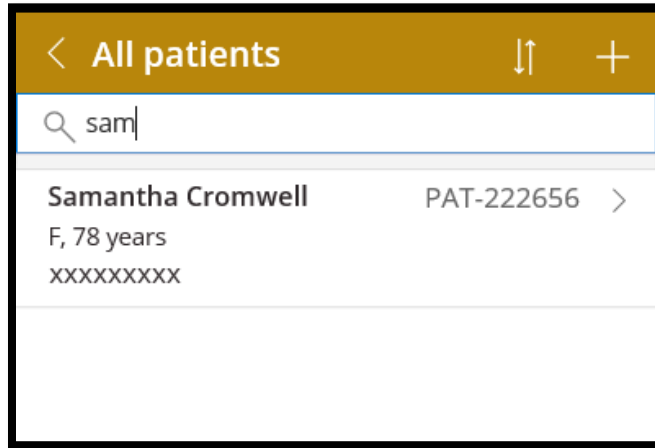 All patients
sam
Samantha Cromwell PAT-222656
F, 78 years
xxxxxxxxx